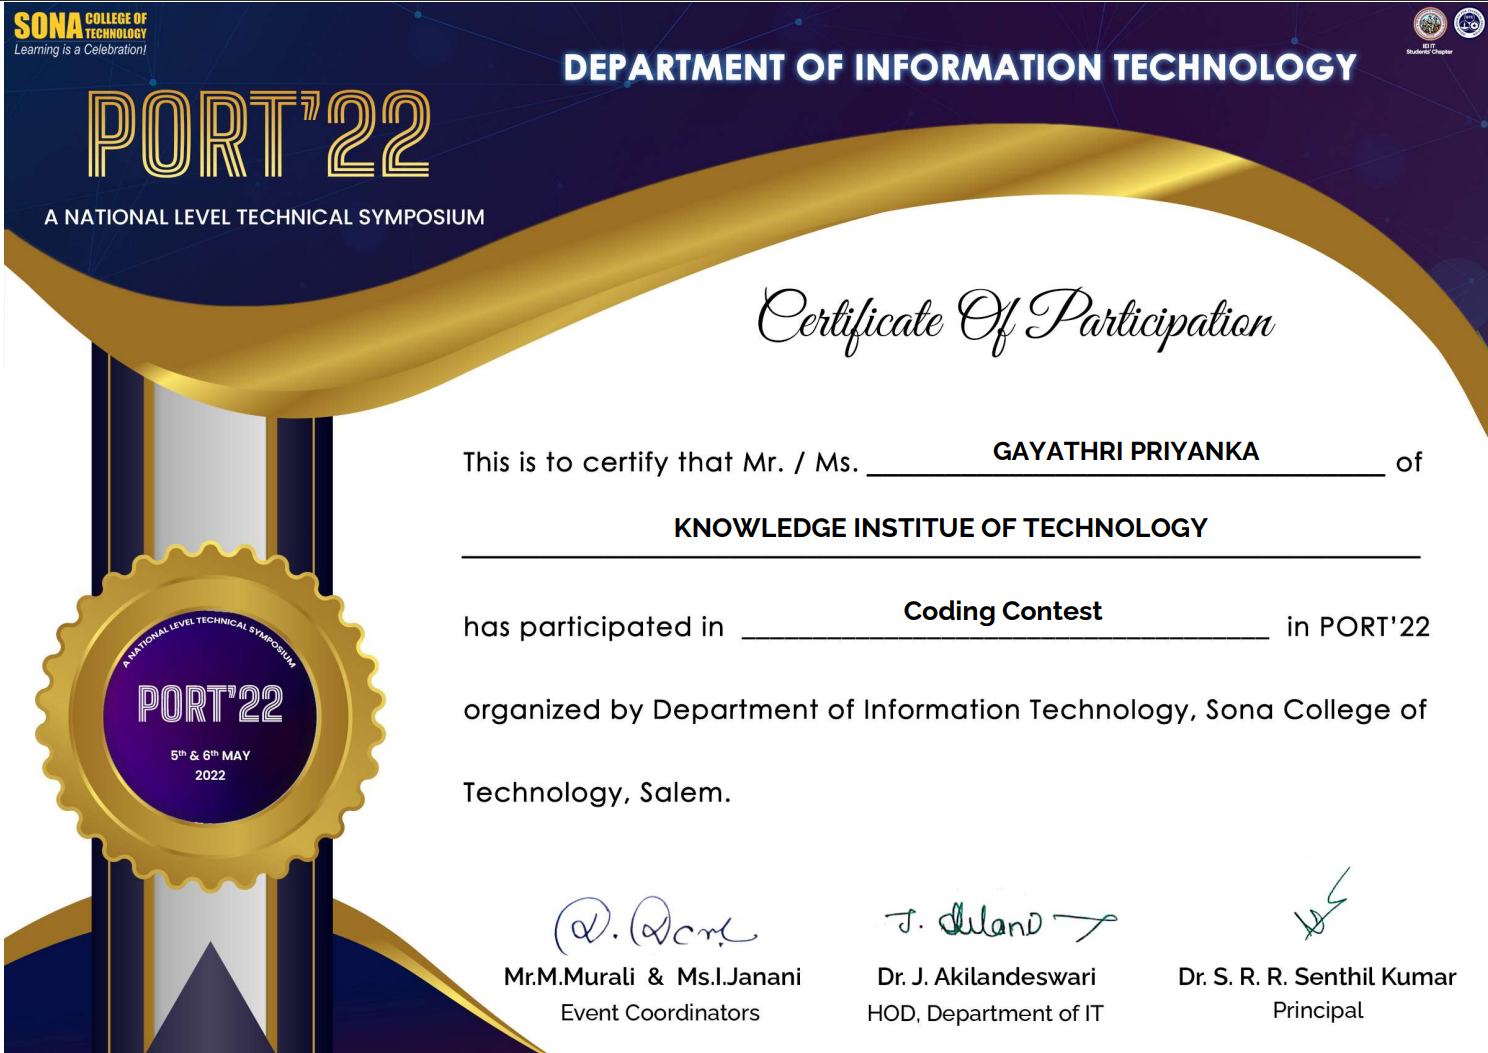 SONA COLLEGE OF TECHNOLOGY
Learning is a Celebration!
IEI IT
Students' Chapter
DEPARTMENT OF INFORMATION TECHNOLOGY
PORT'22
A NATIONAL LEVEL TECHNICAL SYMPOSIUM
Certificate Of Participation
This is to certify that Mr. / Ms. GAYATHRI PRIYANKA of
KNOWLEDGE INSTITUE OF TECHNOLOGY
has participated in Coding Contest in PORT'22
organized by Department of Information Technology, Sona College of
Technology, Salem.
A NATIONAL LEVEL TECHNICAL SYMPOSIUM
PORT'22
5th & 6th MAY
2022
Mr.M.Murali & Ms.I.Janani
Event Coordinators
Dr. J. Akilandeswari
HOD, Department of IT
Dr. S. R. R. Senthil Kumar
Principal